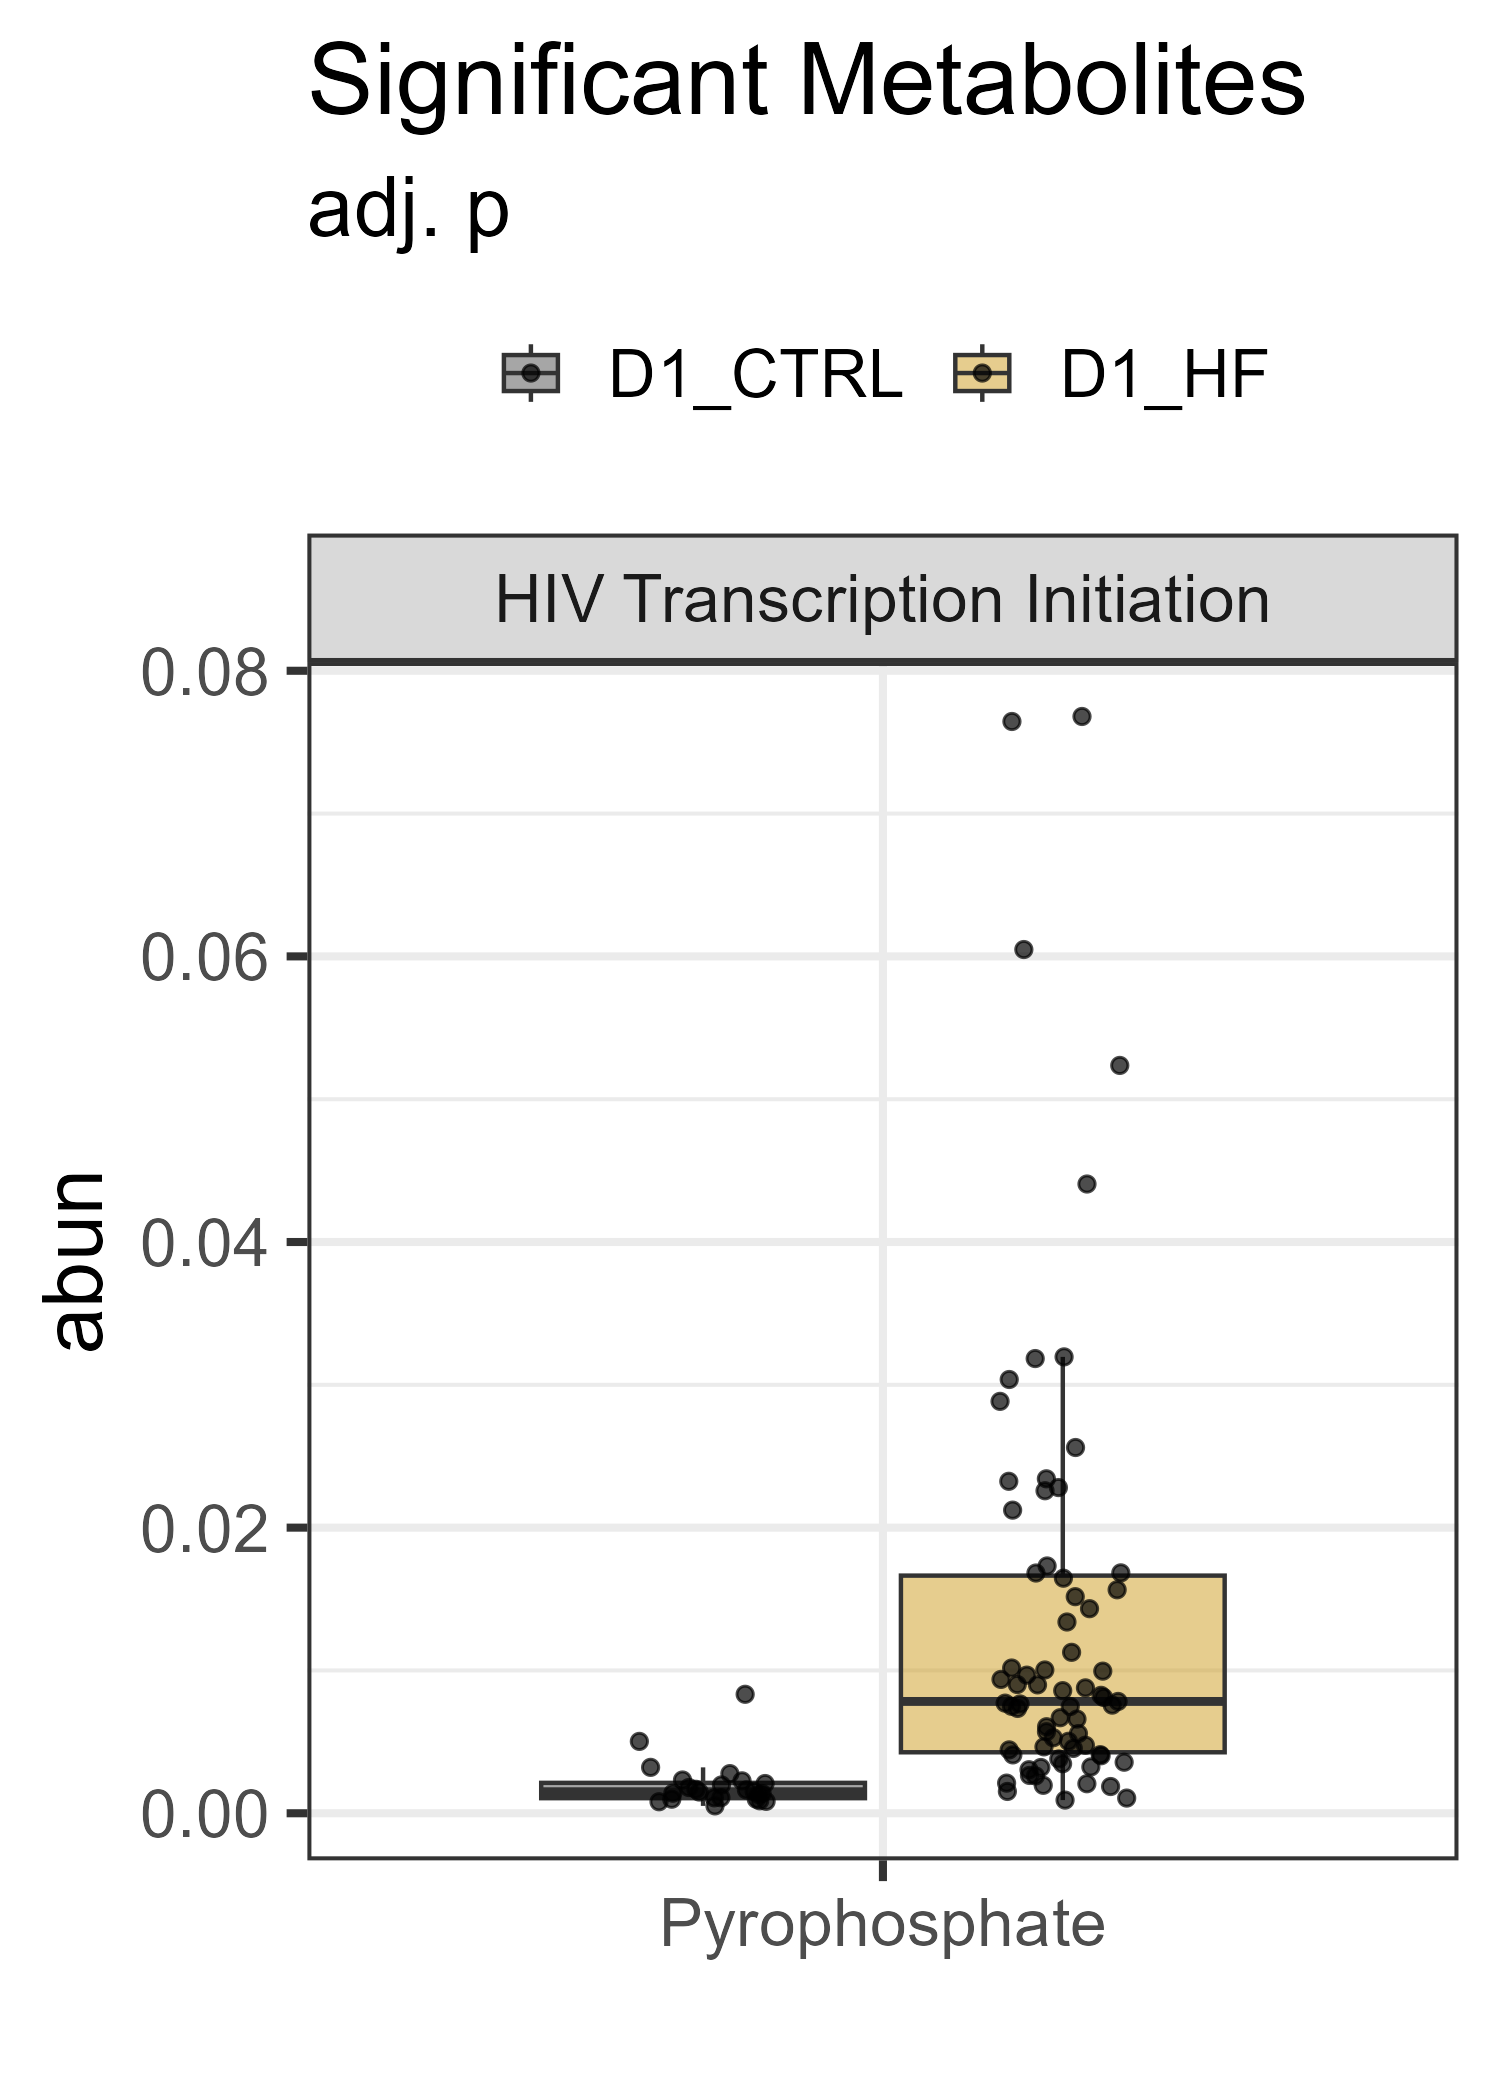 Significant Metabolites
adj. p
D1_CTRL D1_HF
HIV Transcription Initiation
0.08
0.06
0.04
0.02
0.00
abun
Pyrophosphate